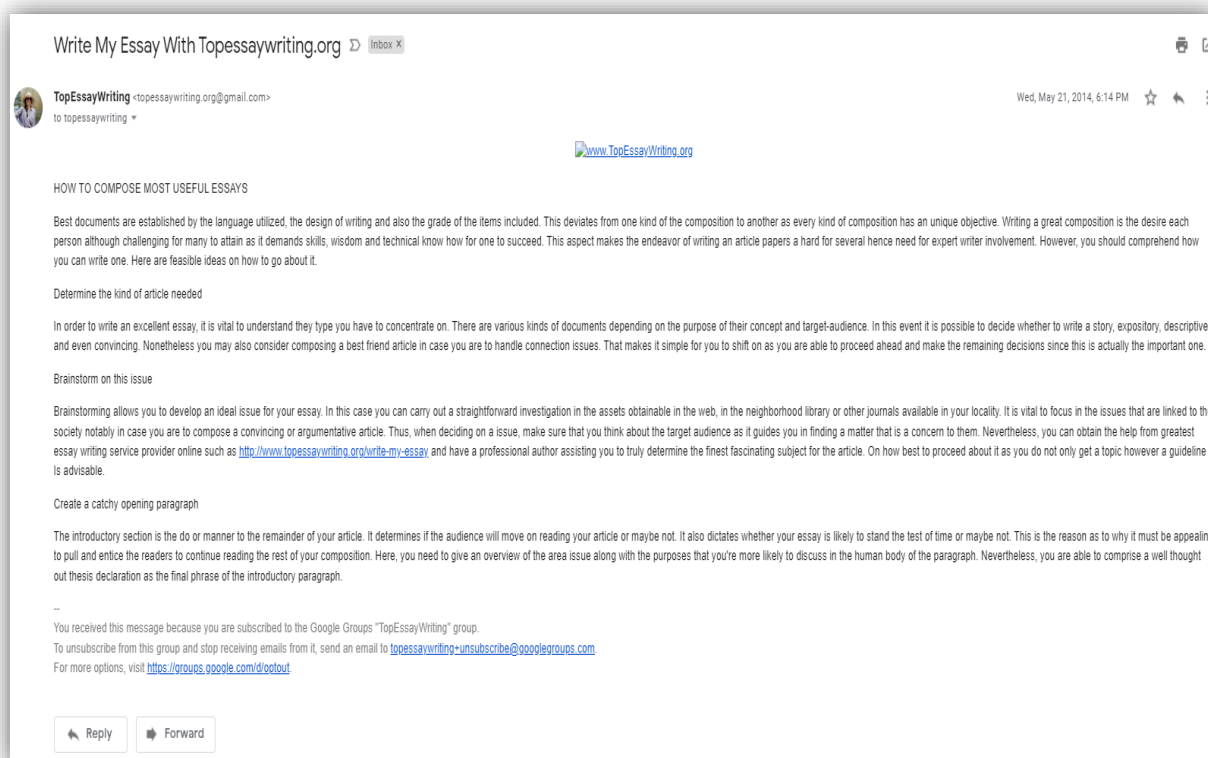 Write My Essay With Topessaywriting.org Inbox x
TopEssayWriting <topessaywriting.org@gmail.com>
Wed, May 21, 2014, 6:14 PM
to topessaywriting
www.TopEssayWriting.org
HOW TO COMPOSE MOST USEFUL ESSAYS
Best documents are established by the language utilized, the design of writing and also the grade of the items included. This deviates from one kind of the composition to another as every kind of composition has an unique objective. Writing a great composition is the desire each
person although challenging for many to attain as it demands skills, wisdom and technical know how for one to succeed. This aspect makes the endeavor of writing an article papers a hard for several hence need for expert writer involvement. However, you should comprehend how
you can write one. Here are feasible ideas on how to go about it.
Determine the kind of article needed
In order to write an excellent essay, it is vital to understand they type you have to concentrate on. There are various kinds of documents depending on the purpose of their concept and target-audience. In this event it is possible to decide whether to write a story, expository, descriptive
and even convincing. Nonetheless you may also consider composing a best friend article in case you are to handle connection issues. That makes it simple for you to shift on as you are able to proceed ahead and make the remaining decisions since this is actually the important one.
Brainstorm on this issue
Brainstorming allows you to develop an ideal issue for your essay. In this case you can carry out a straightforward investigation in the assets obtainable in the web, in the neighborhood library or other journals available in your locality. It is vital to focus in the issues that are linked to th
society notably in case you are to compose a convincing or argumentative article. Thus, when deciding on a issue, make sure that you think about the target audience as it guides you in finding a matter that is a concern to them. Nevertheless, you can obtain the help from greatest
essay writing service provider online such as http://www.topessaywriting.org/write-my-essay and have a professional author assisting you to truly determine the finest fascinating subject for the article. On how best to proceed about it as you do not only get a topic however a guideline
Is advisable.
Create a catchy opening paragraph
The introductory section is the do or manner to the remainder of your article. It determines if the audience will move on reading your article or maybe not. It also dictates whether your essay is likely to stand the test of time or maybe not. This is the reason as to why it must be appealin
to pull and entice the readers to continue reading the rest of your composition. Here, you need to give an overview of the area issue along with the purposes that you're more likely to discuss in the human body of the paragraph. Nevertheless, you are able to comprise a well thought
out thesis declaration as the final phrase of the introductory paragraph.
--
You received this message because you are subscribed to the Google Groups "TopEssayWriting" group.
To unsubscribe from this group and stop receiving emails from it, send an email to topessaywriting+unsubscribe@googlegroups.com.
For more options, visit https://groups.google.com/d/optout.
Reply Forward